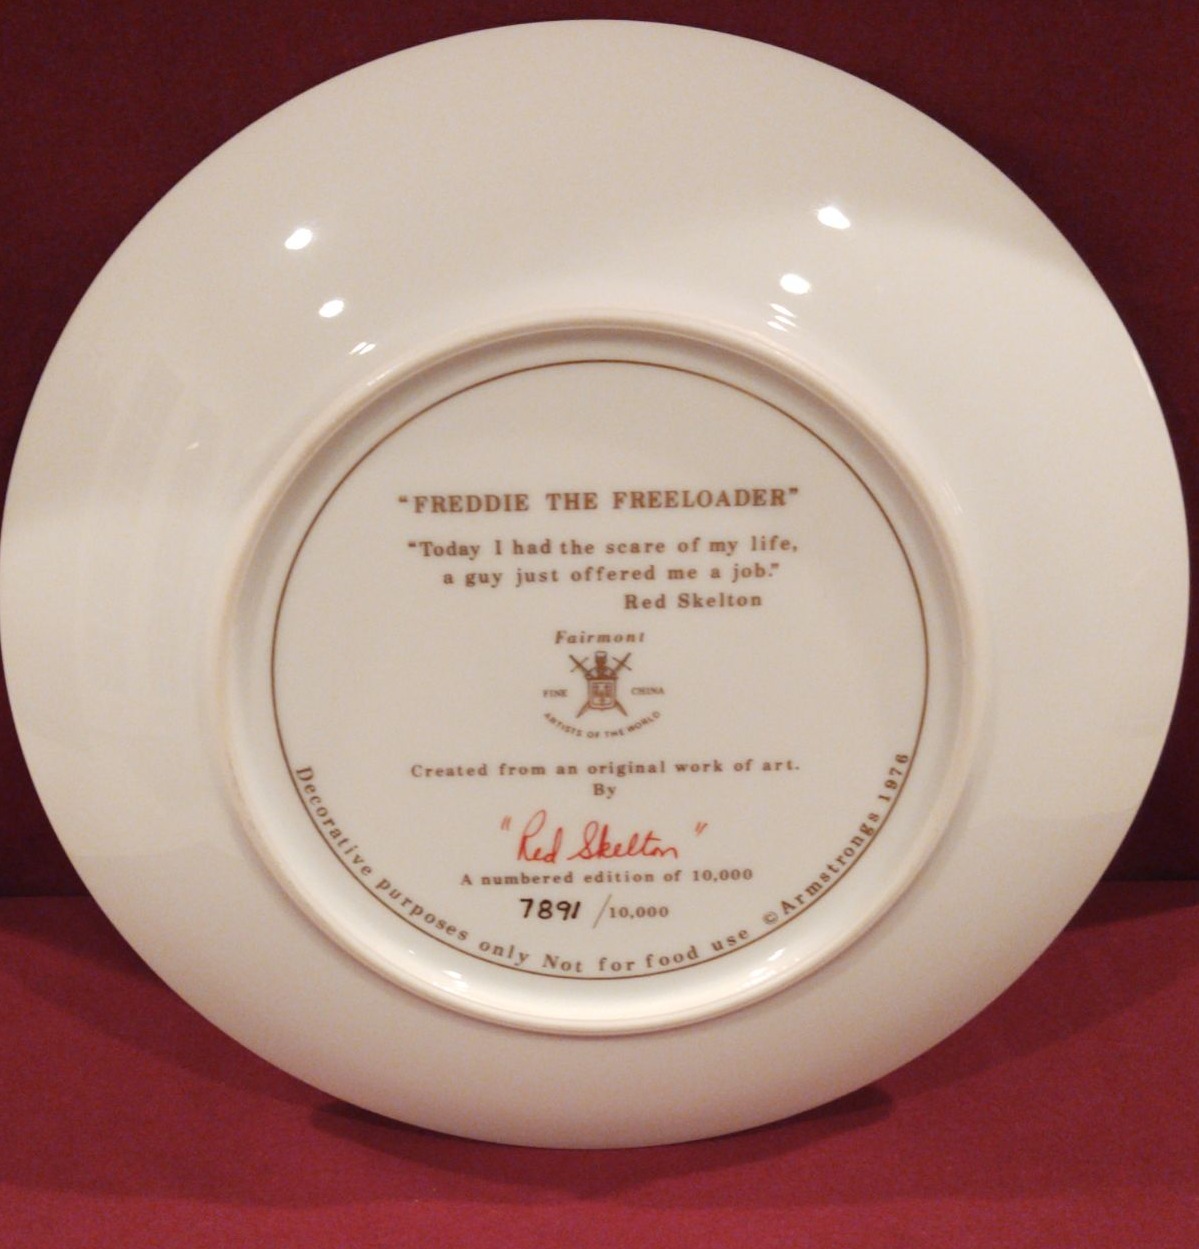 “FREDDIE THE FREELOADER”
“Today I had the scare of my life,
a guy just offered me a job.”
Red Skelton
Fairmont
FINE CHINA
ARTISTS OF THE WORLD
Created from an original work of art.
By
"Red Skelton"
A numbered edition of 10,000
7891 /10,000
Decorative purposes only Not for food use © Armstrongs 1976